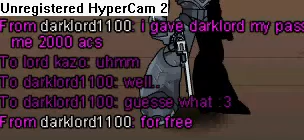 Unregistered HyperCam 2
From darklord1100: i gave darklord my pass
me 2000 acs
To lord kazo: uhmm
To darklord1100: well..
To darklord1100: guesse what :3
From darklord1100: for free